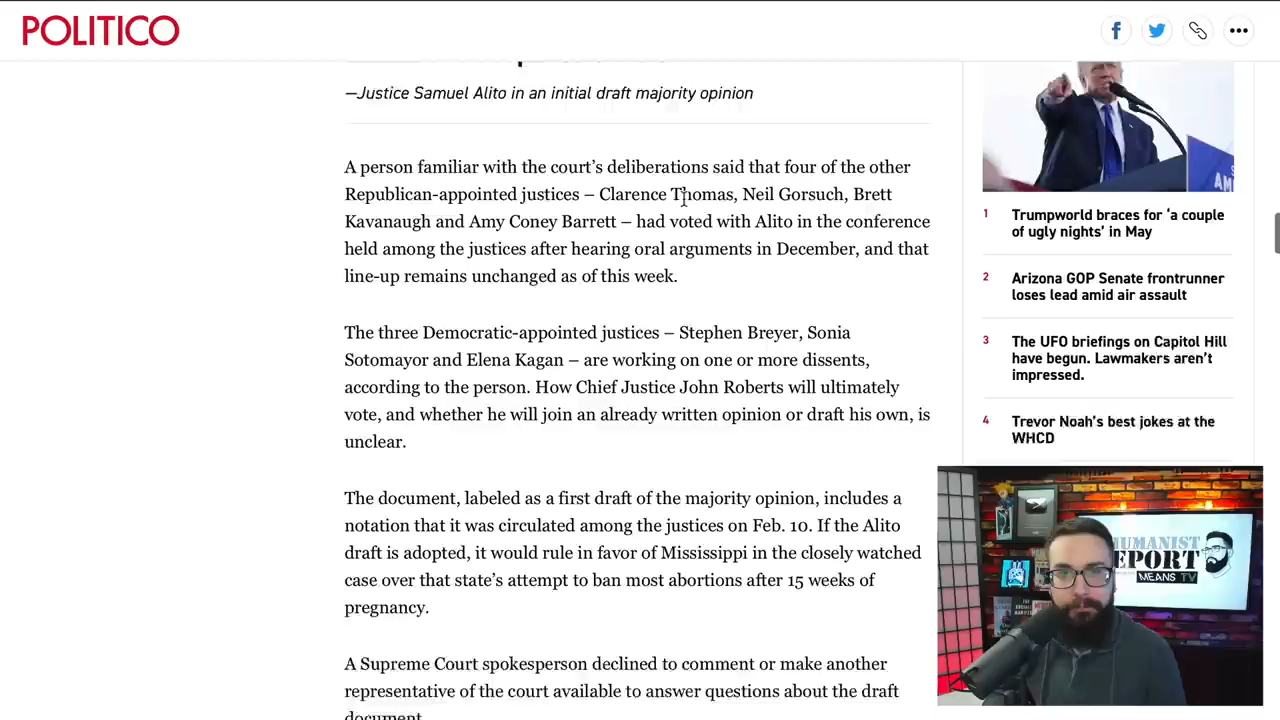 POLITICO
—Justice Samuel Alito in an initial draft majority opinion
A person familiar with the court’s deliberations said that four of the other
Republican-appointed justices – Clarence Thomas, Neil Gorsuch, Brett
Kavanaugh and Amy Coney Barrett – had voted with Alito in the conference
held among the justices after hearing oral arguments in December, and that
line-up remains unchanged as of this week.
The three Democratic-appointed justices – Stephen Breyer, Sonia
Sotomayor and Elena Kagan – are working on one or more dissents,
according to the person. How Chief Justice John Roberts will ultimately
vote, and whether he will join an already written opinion or draft his own, is
unclear.
The document, labeled as a first draft of the majority opinion, includes a
notation that it was circulated among the justices on Feb. 10. If the Alito
draft is adopted, it would rule in favor of Mississippi in the closely watched
case over that state’s attempt to ban most abortions after 15 weeks of
pregnancy.
A Supreme Court spokesperson declined to comment or make another
representative of the court available to answer questions about the draft
document.
AM
1 Trumpworld braces for ‘a couple
of ugly nights’ in May
2 Arizona GOP Senate frontrunner
loses lead amid air assault
3 The UFO briefings on Capitol Hill
have begun. Lawmakers aren’t
impressed.
4 Trevor Noah’s best jokes at the
WHCD
HUMANIST
REPORT
MEANS TV